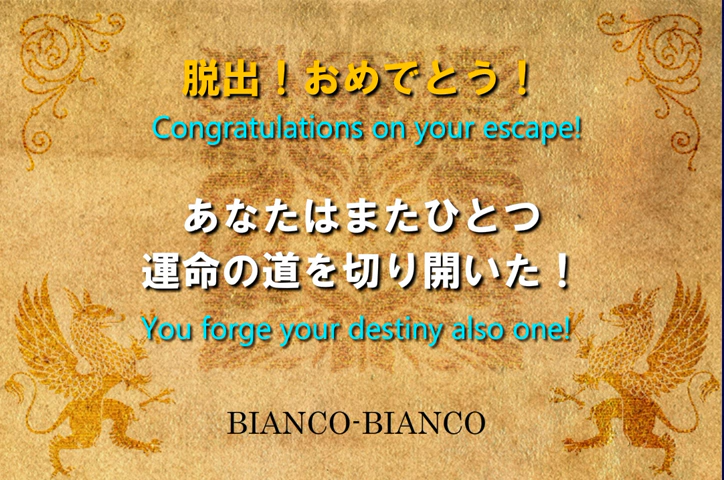 脱出！おめでとう！
Congratulations on your escape!
あなたはまたひとつ
運命の道を切り開いた！
You forge your destiny also one!
BIANCO-BIANCO